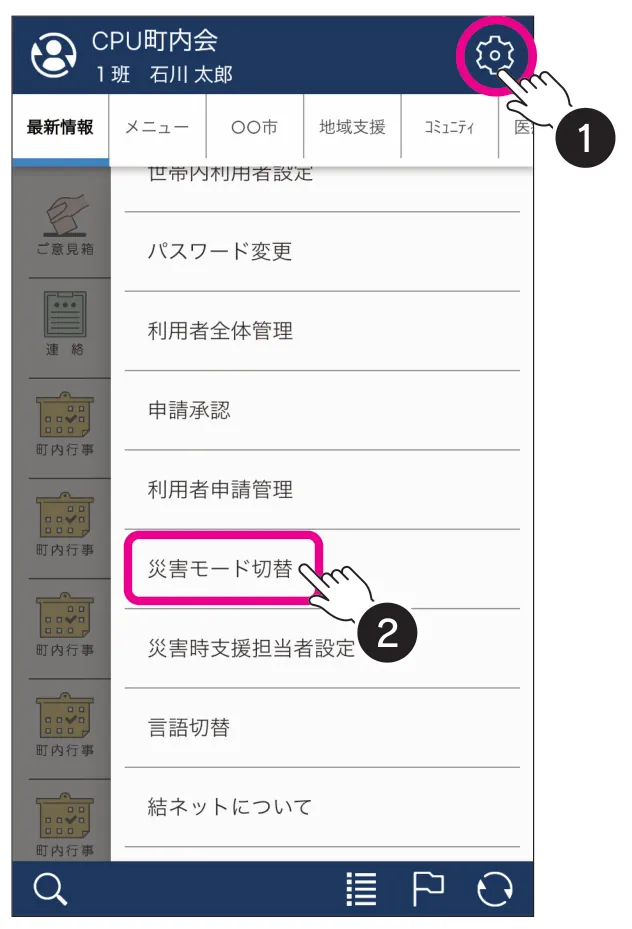 CPU町内会
1班　石川 太郎
最新情報
メニュー
〇〇市
地域支援
ｺﾐｭﾆﾃｨ
1
世帯内利用者設定
ご意見箱
パスワード変更
利用者全体管理
連　絡
申請承認
町内行事
利用者申請管理
町内行事
災害モード切替
2
災害時支援担当者設定
町内行事
言語切替
町内行事
結ネットについて
町内行事